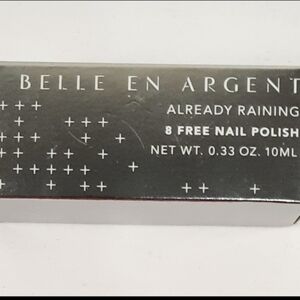 BELLE EN ARGENT
ALREADY RAINING
8 FREE NAIL POLISH
NET WT. 0.33 OZ. 10ML